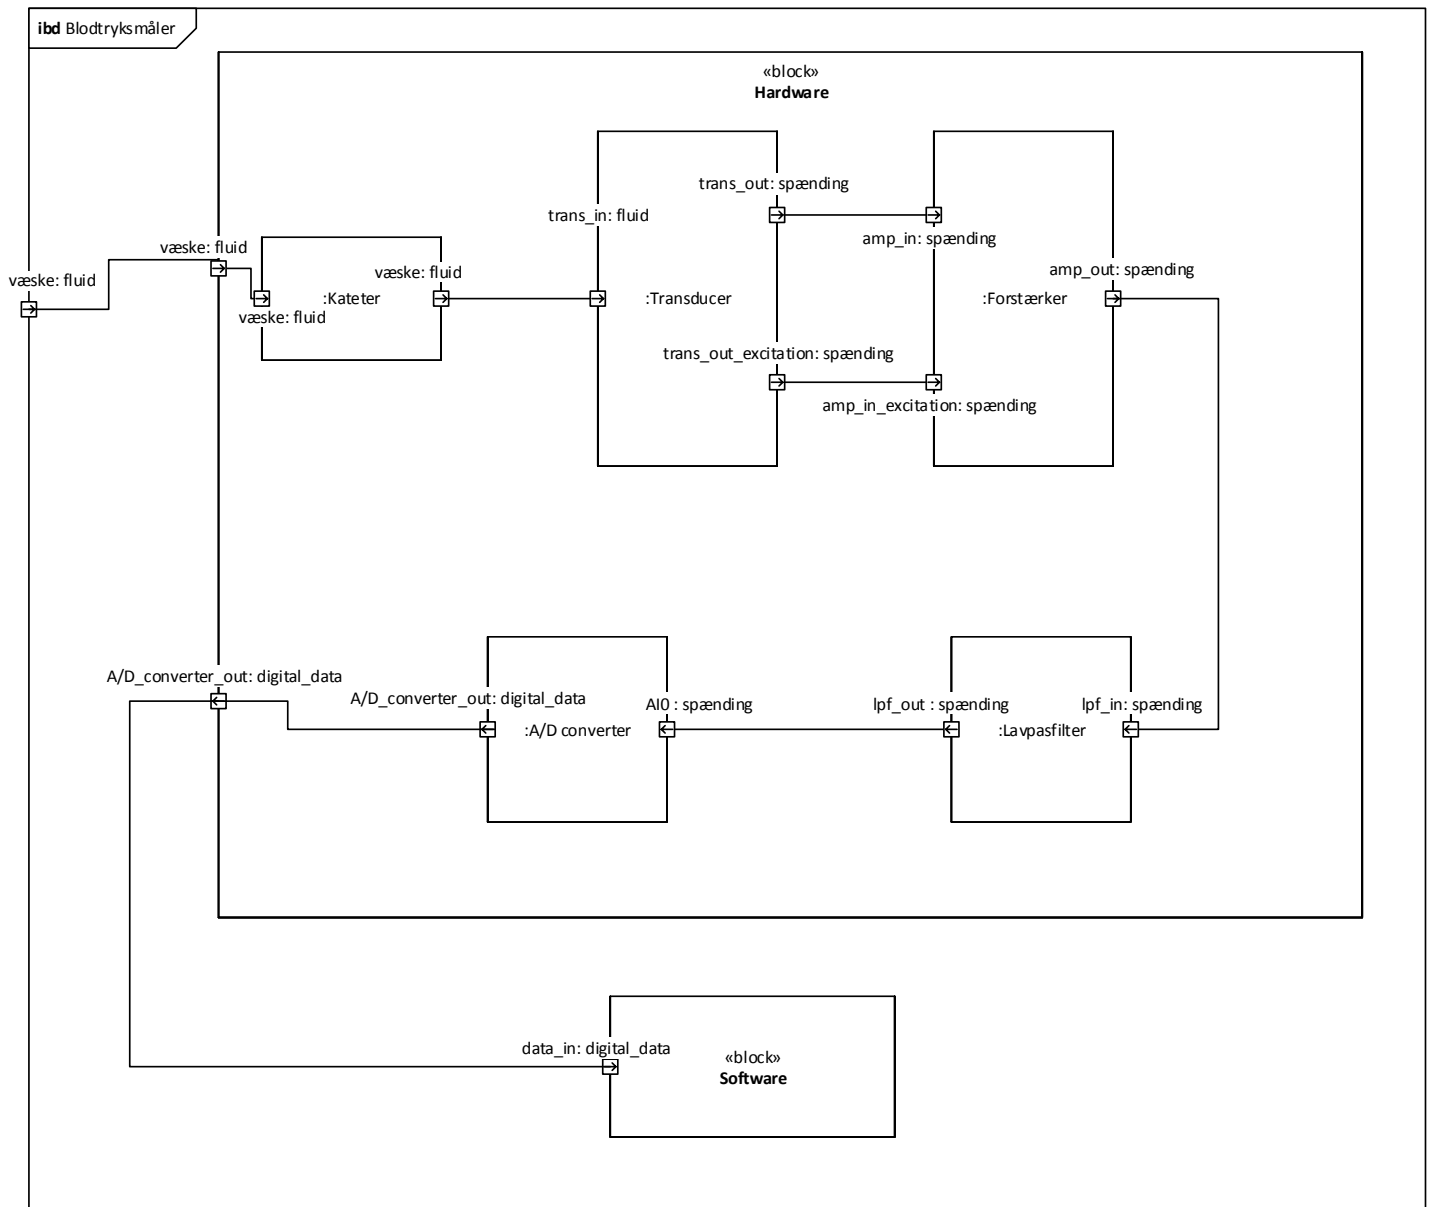 ibd Blodtryksmåler
«block»
Hardware
trans_out: spænding
trans_in: fluid
amp_in: spænding
væske: fluid
væske: fluid
væske: fluid
amp_out: spænding
:Kateter
:Transducer
:Forstærker
væske: fluid
trans_out_excitation: spænding
amp_in_excitation: spænding
A/D_converter_out: digital_data
A/D_converter_out: digital_data
AI0 : spænding
lpf_out : spænding
lpf_in: spænding
:A/D converter
:Lavpasfilter
data_in: digital_data
«block»
Software